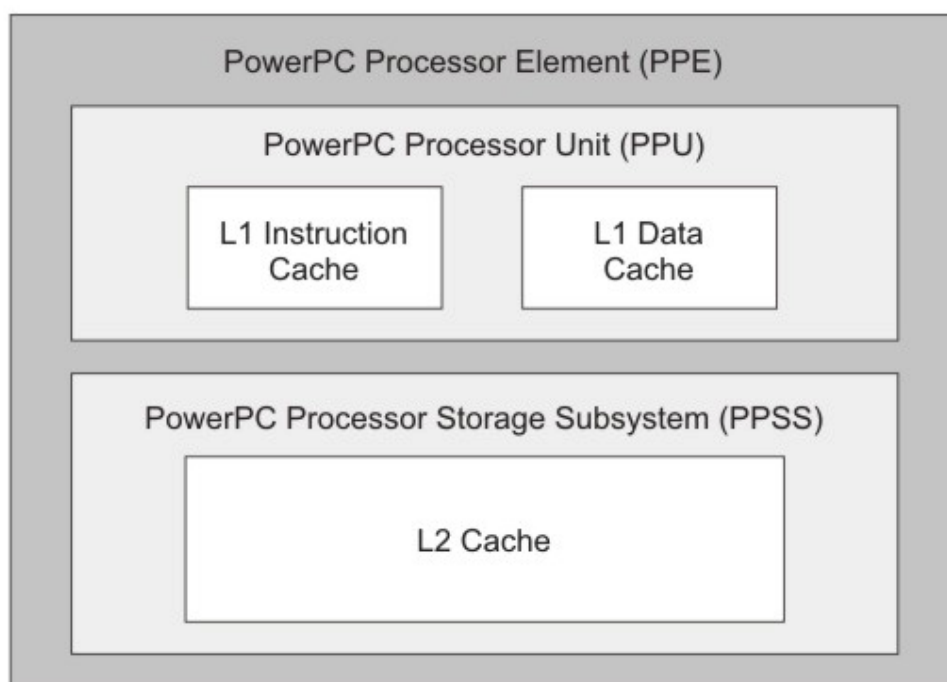 PowerPC Processor Element (PPE)
PowerPC Processor Unit (PPU)
L1 Instruction
Cache
L1 Data
Cache
PowerPC Processor Storage Subsystem (PPSS)
L2 Cache